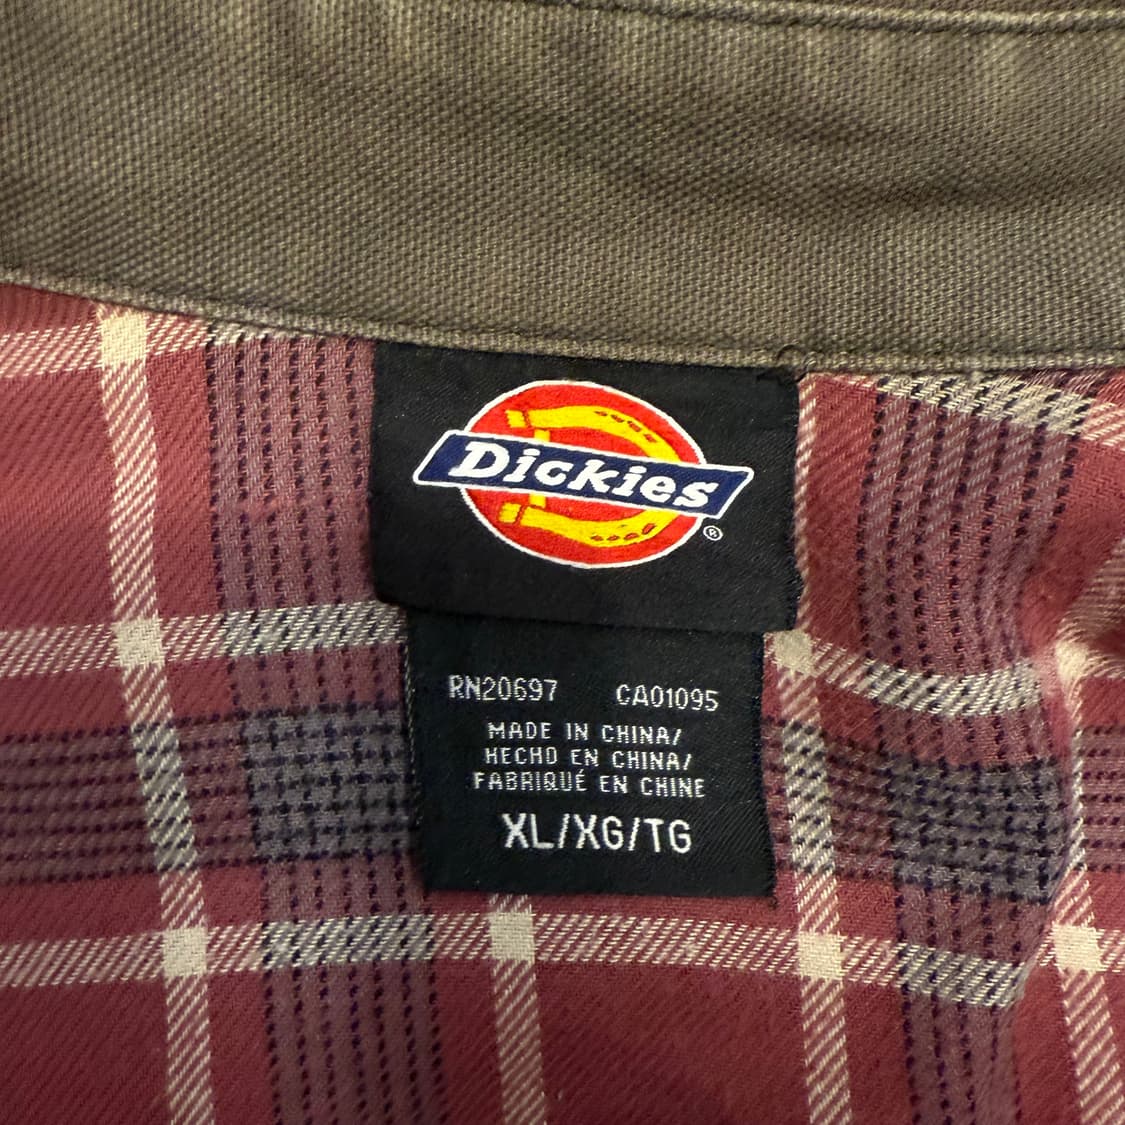 Dickies
®
RN20697 CA01095
MADE IN CHINA/
HECHO EN CHINA/
FABRIQUÉ EN CHINE
XL/XG/TG